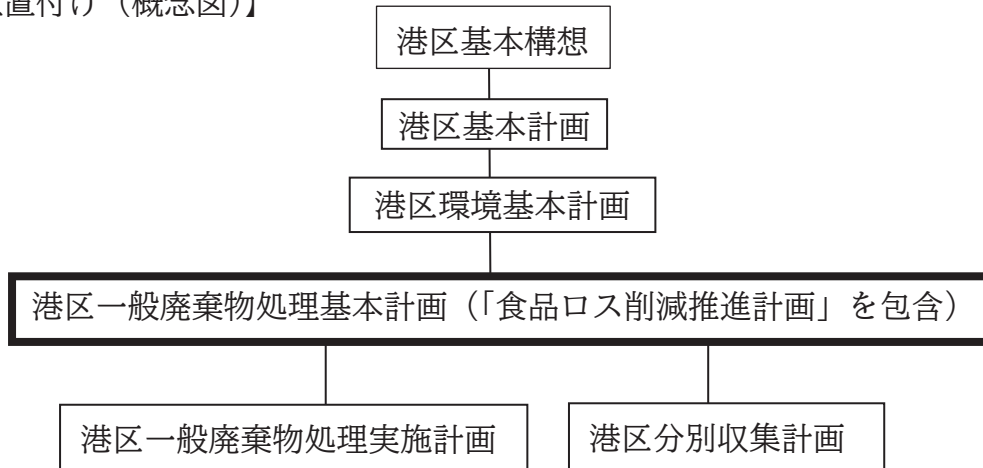 置付け（概念図）】
港区基本構想
港区基本計画
港区環境基本計画
港区一般廃棄物処理基本計画（「食品ロス削減推進計画」を包含）
港区一般廃棄物処理実施計画
港区分別収集計画